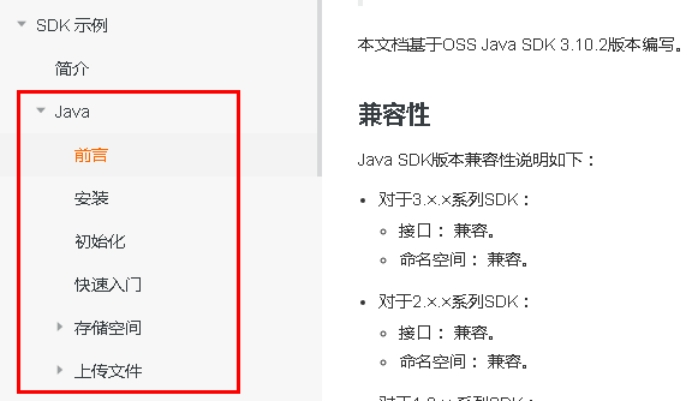 SDK 示例
简介
Java
前言
安装
初始化
快速入门
存储空间
上传文件
本文档基于OSS Java SDK 3.10.2版本编写。
兼容性
Java SDK版本兼容性说明如下：
对于3.×.×系列SDK：
接口： 兼容。
命名空间： 兼容。
对于2.×.×系列SDK：
接口： 兼容。
命名空间： 兼容。